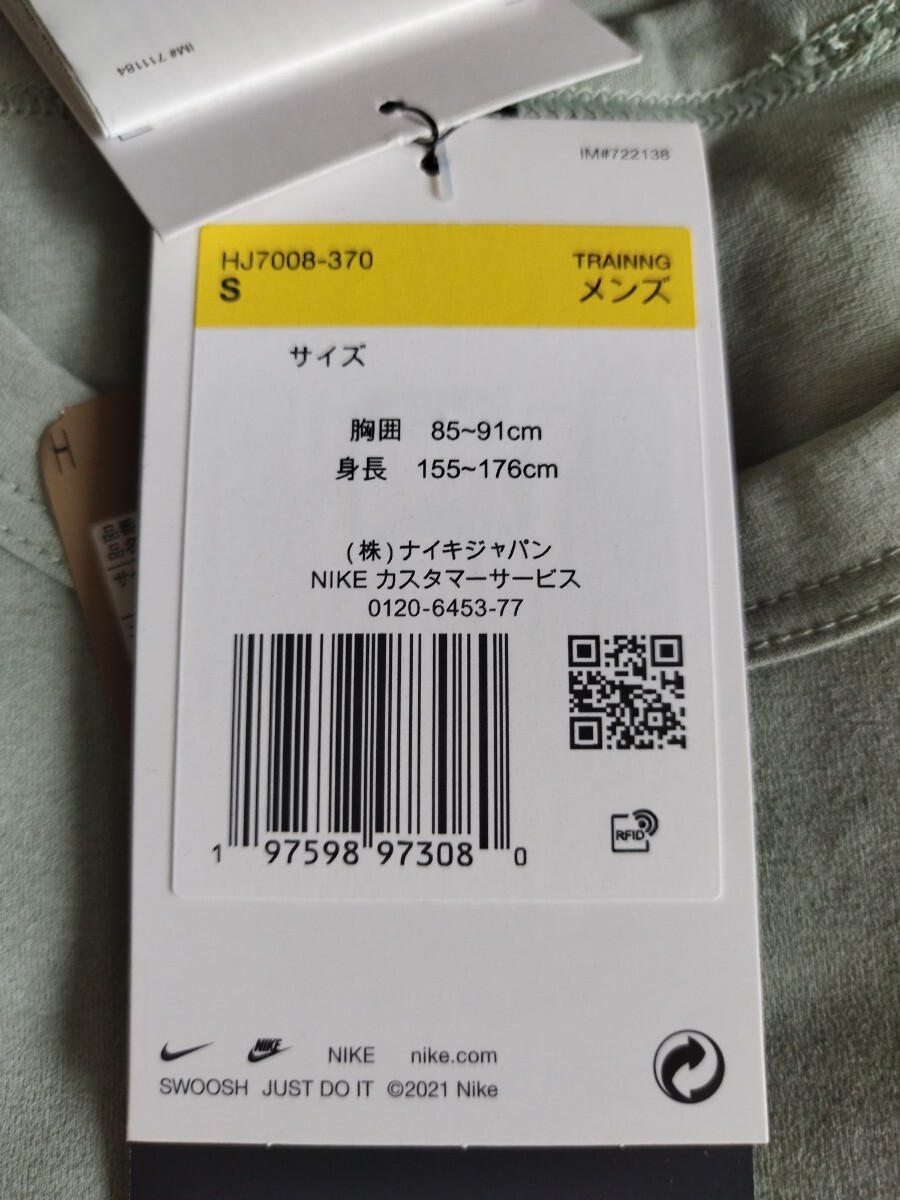 IM# 711184
IM#722138
HJ7008-370 TRAINNG
S メンズ
サイズ
胸囲 85~91cm
身長 155~176cm
(株)ナイキジャパン
NIKE カスタマーサービス
0120-6453-77
1 97598 97308 0
RFID
NIKE NIKE nike.com
SWOOSH JUST DO IT ©2021 Nike